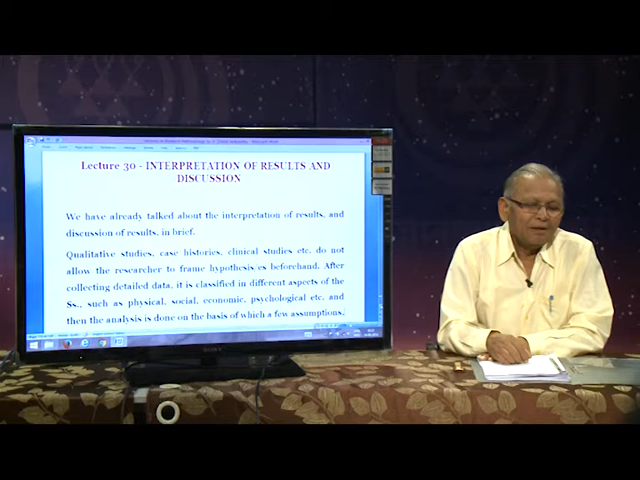 Lecture 30 - INTERPRETATION OF RESULTS AND
DISCUSSION
We have already talked about the interpretation of results, and
discussion of results, in brief.
Qualitative studies, case histories, clinical studies etc. do not
allow the researcher to frame hypothesis/es beforehand. After
collecting detailed data, it is classified in different aspects of the
Ss., such as physical, social, economic, psychological etc. and
then the analysis is done on the basis of which a few assumptions,
SONY